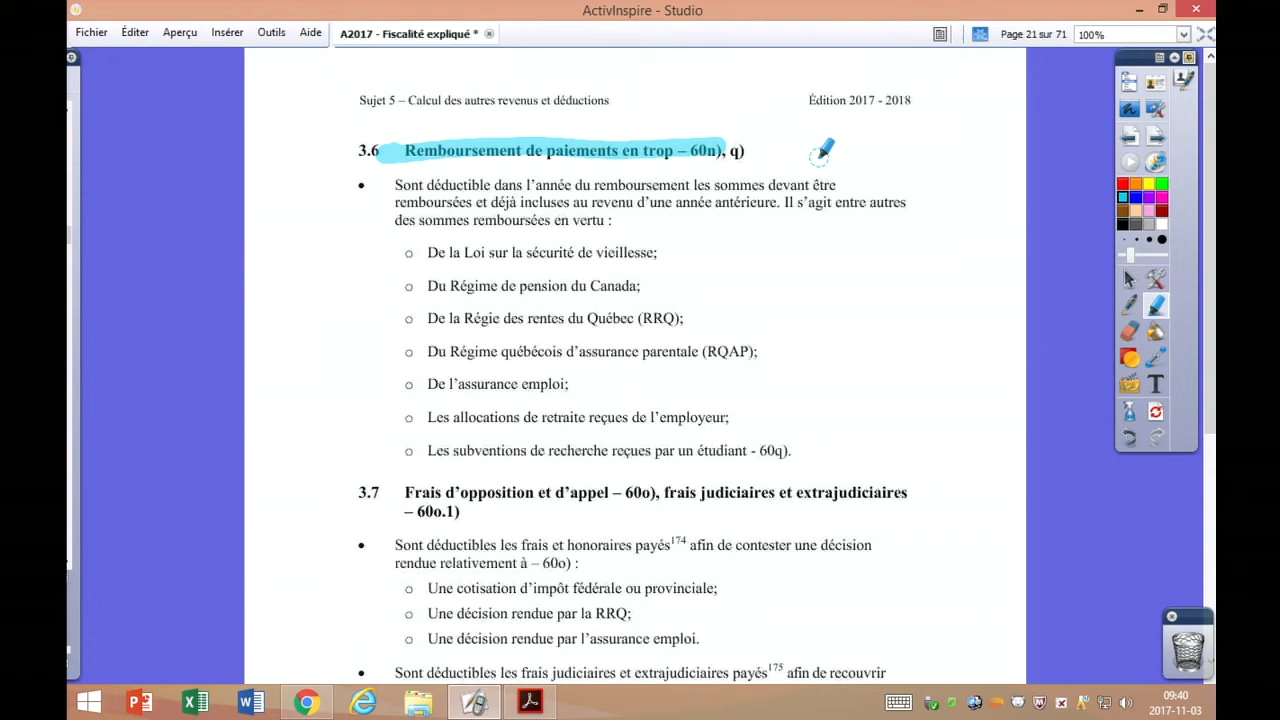 ActivInspire - Studio
Fichier Éditer Aperçu Insérer Outils Aide A2017 - Fiscalité expliqué * Page 21 sur 71 100%
Sujet 5 – Calcul des autres revenus et déductions Édition 2017 - 2018
3.6 Remboursement de paiements en trop – 60n), q)
• Sont déductible dans l’année du remboursement les sommes devant être
remboursées et déjà incluses au revenu d’une année antérieure. Il s’agit entre autres
des sommes remboursées en vertu :
o De la Loi sur la sécurité de vieillesse;
o Du Régime de pension du Canada;
o De la Régie des rentes du Québec (RRQ);
o Du Régime québécois d’assurance parentale (RQAP);
o De l’assurance emploi;
o Les allocations de retraite reçues de l’employeur;
o Les subventions de recherche reçues par un étudiant - 60q).
3.7 Frais d’opposition et d’appel – 60o), frais judiciaires et extrajudiciaires
– 60o.1)
• Sont déductibles les frais et honoraires payés174 afin de contester une décision
rendue relativement à – 60o) :
o Une cotisation d’impôt fédérale ou provinciale;
o Une décision rendue par la RRQ;
o Une décision rendue par l’assurance emploi.
• Sont déductibles les frais judiciaires et extrajudiciaires payés175 afin de recouvrir
09:40
2017-11-03